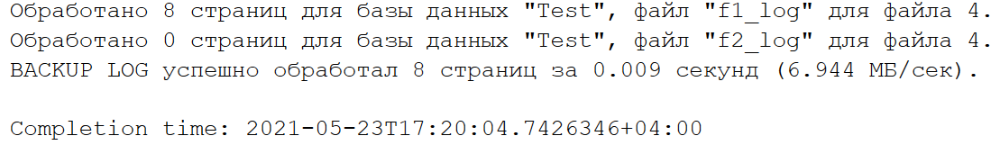 Обработано 8 страниц для базы данных "Test", файл "f1_log" для файла 4.
Обработано 0 страниц для базы данных "Test", файл "f2_log" для файла 4.
BACKUP LOG успешно обработал 8 страниц за 0.009 секунд (6.944 МБ/сек).
Completion time: 2021-05-23T17:20:04.7426346+04:00